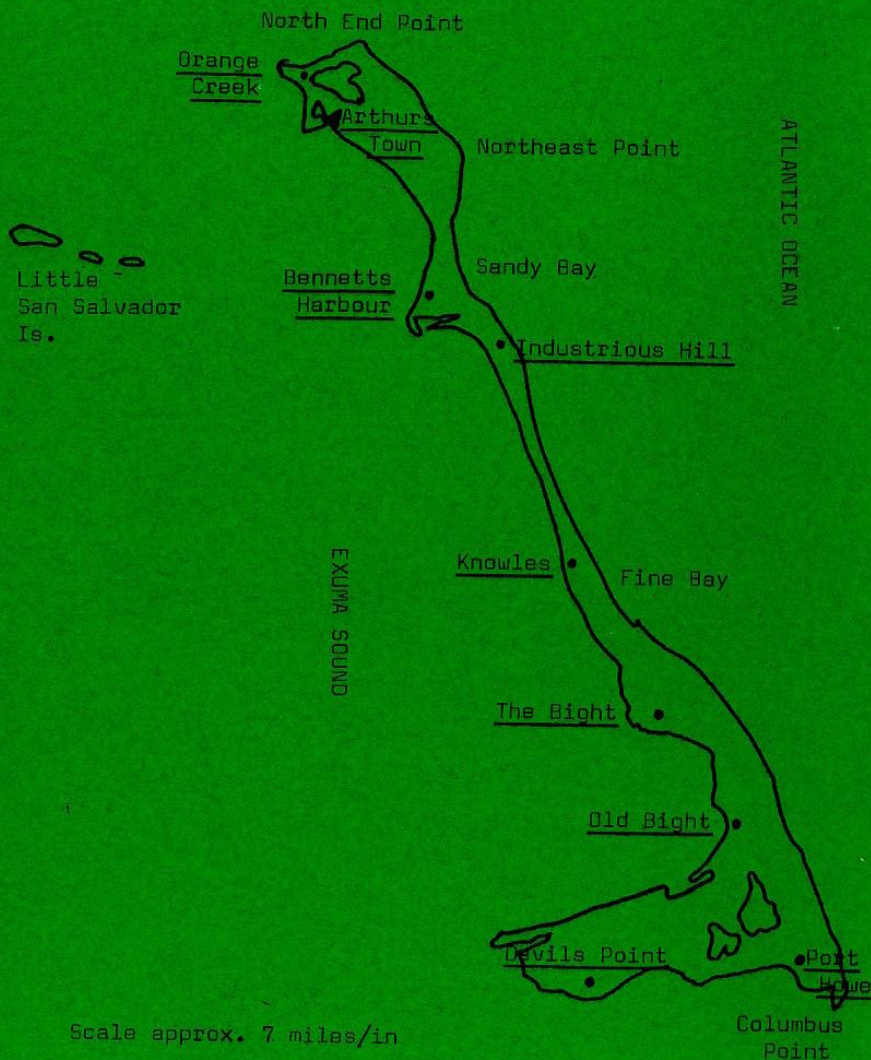 North End Point
Orange
Creek
Arthurs
Town
Northeast Point
ATLANTIC OCEAN
Little
San Salvador
Is.
Bennetts
Harbour
Sandy Bay
Industrious Hill
EXUMA SOUND
Knowles
Fine Bay
The Bight
Old Bight
Devils Point
Port
Howe
Columbus
Point
Scale approx. 7 miles/in